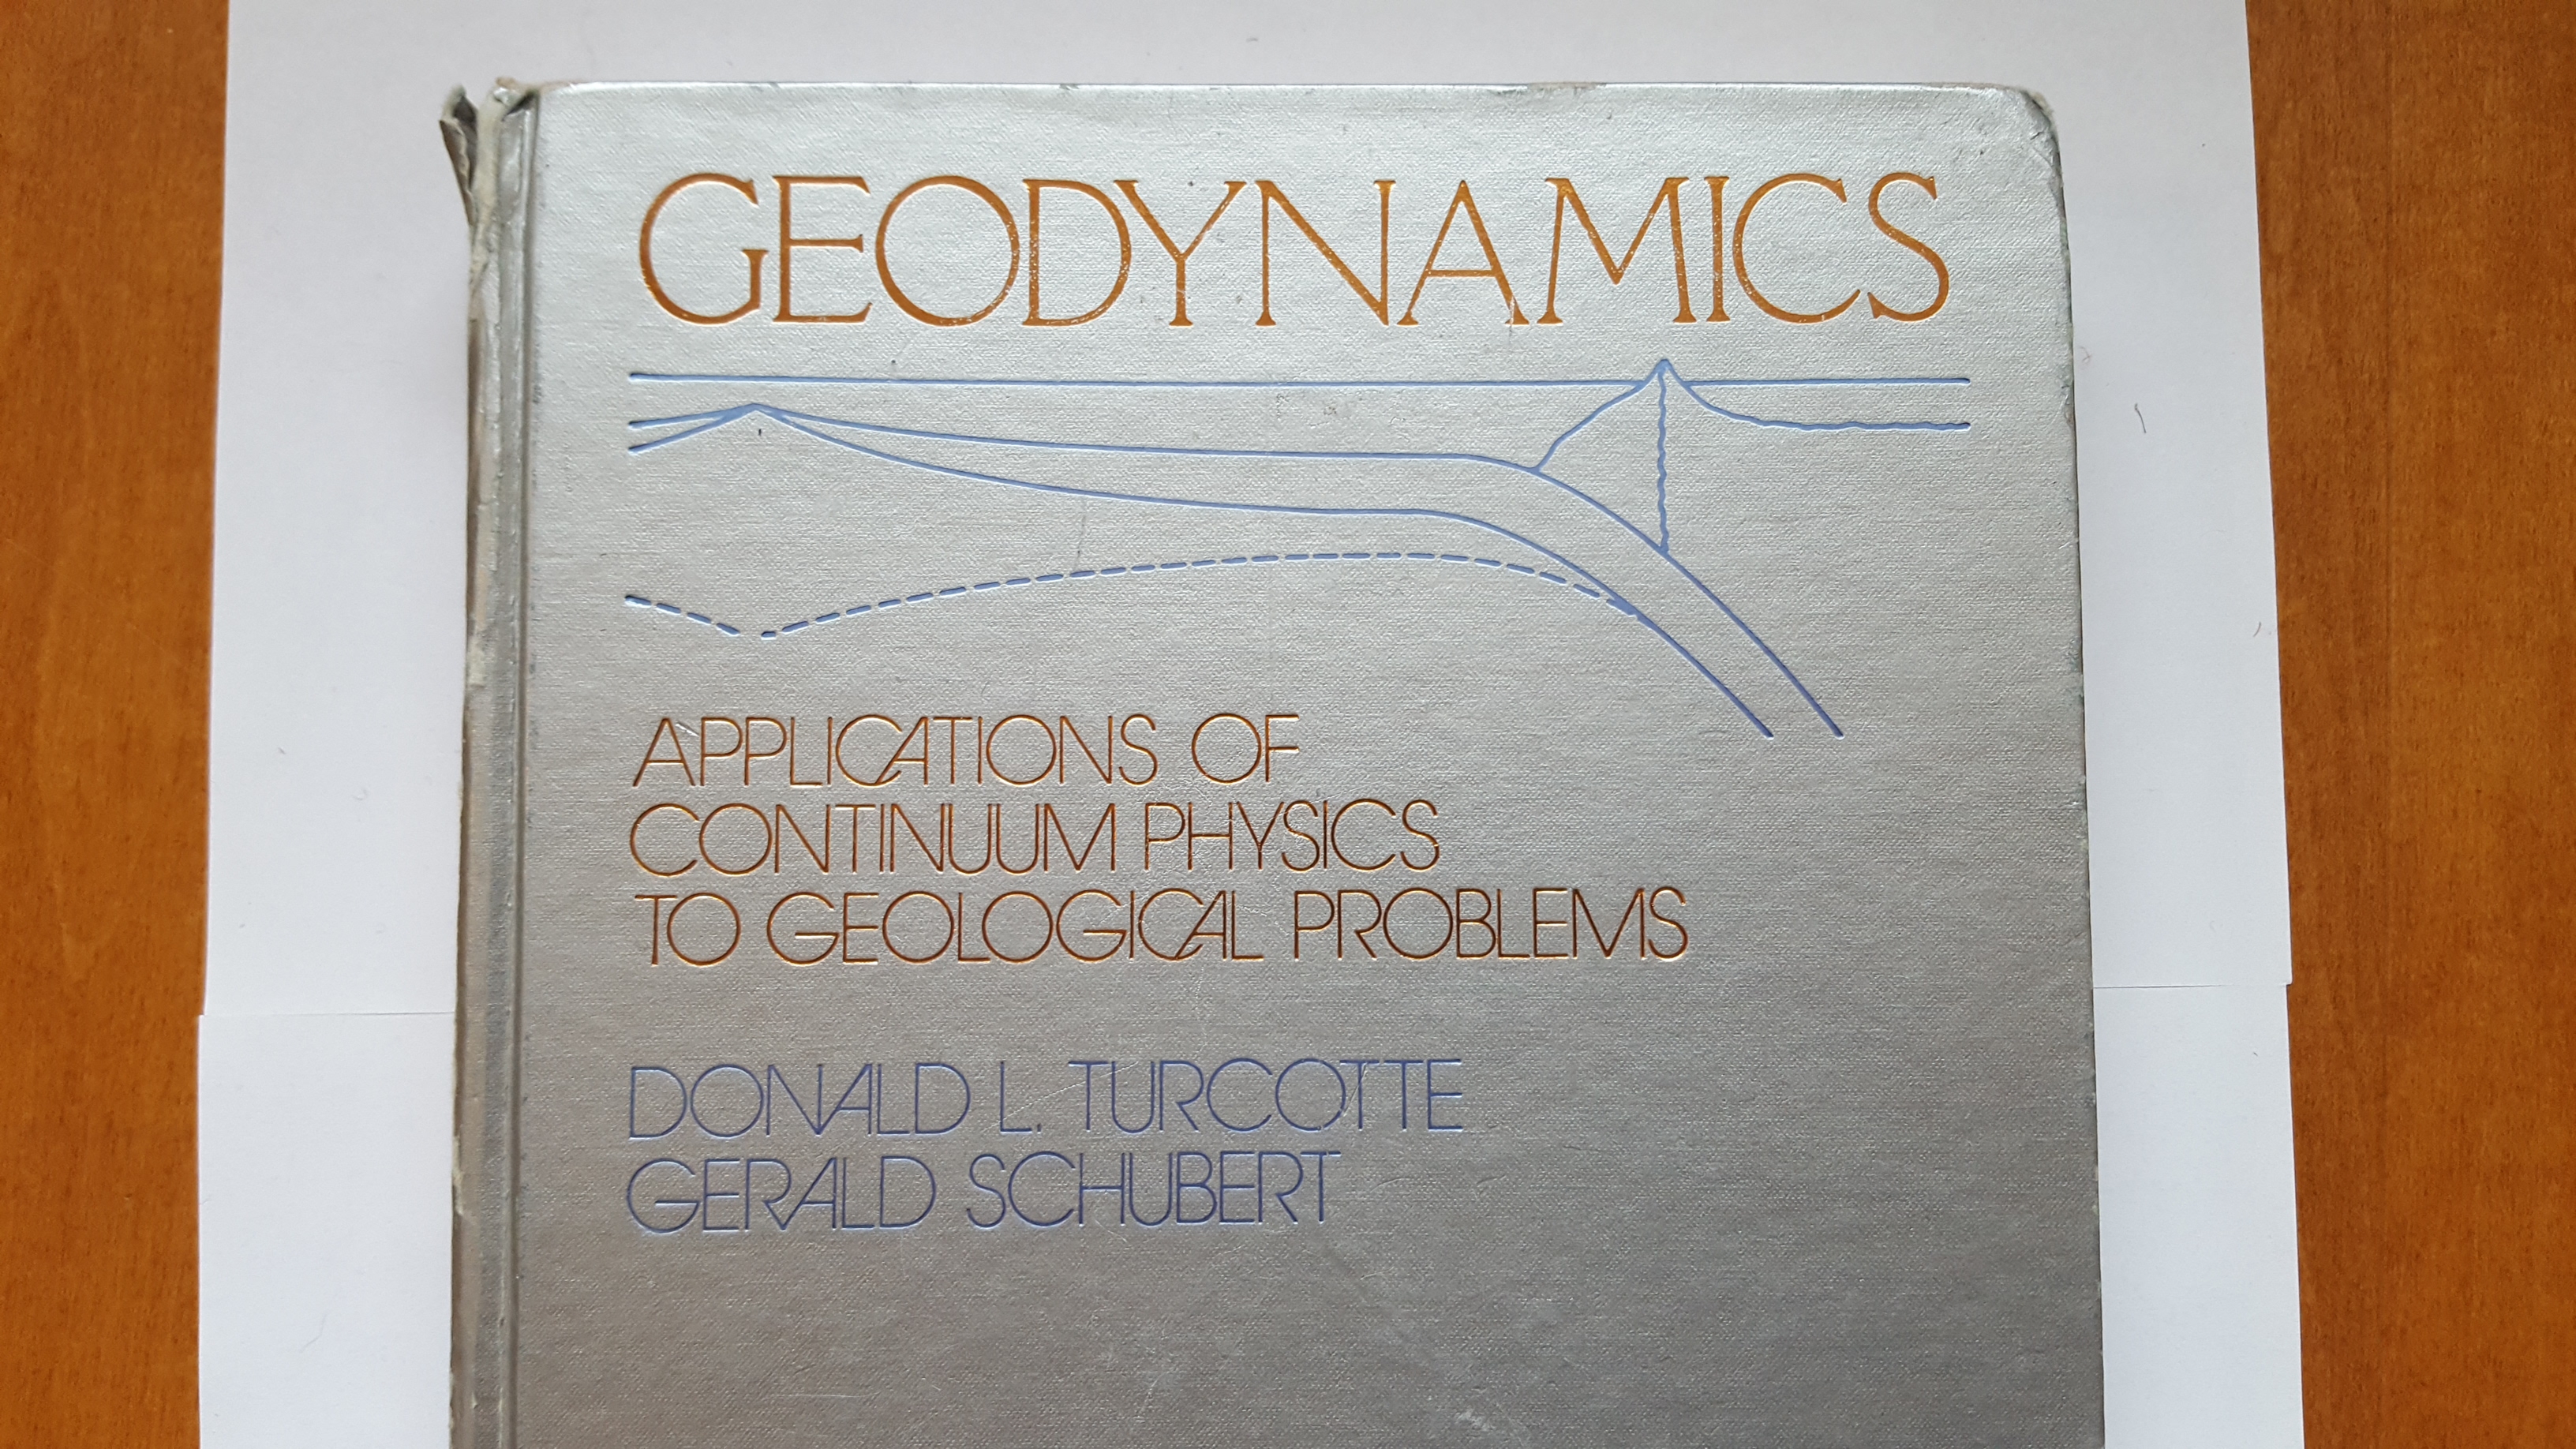 GEODYNAMICS
APPLICATIONS OF
CONTINUUM PHYSICS
TO GEOLOGICAL PROBLEMS
DONALD L. TURCOTTE
GERALD SCHUBERT